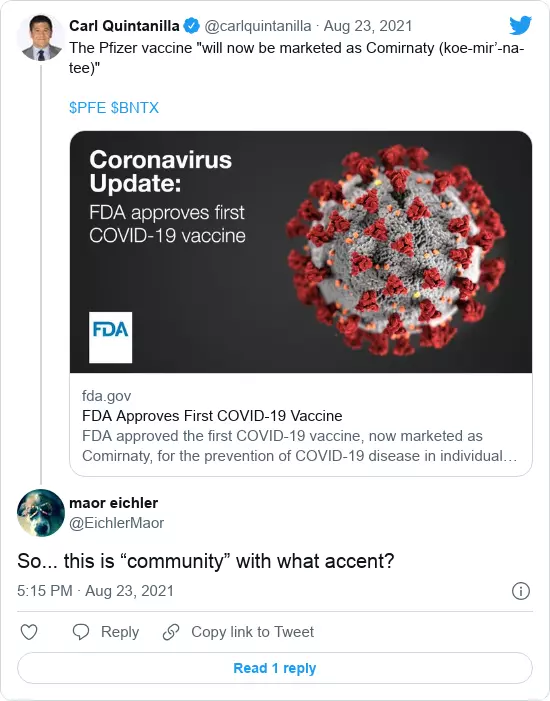 Carl Quintanilla @carlquintanilla · Aug 23, 2021
The Pfizer vaccine "will now be marketed as Comirnaty (koe-mir’-na-
tee)"
$PFE $BNTX
Coronavirus
Update:
FDA approves first
COVID-19 vaccine
FDA
fda.gov
FDA Approves First COVID-19 Vaccine
FDA approved the first COVID-19 vaccine, now marketed as
Comirnaty, for the prevention of COVID-19 disease in individual…
maor eichler
@EichlerMaor
So... this is “community” with what accent?
5:15 PM · Aug 23, 2021
Reply
Copy link to Tweet
Read 1 reply